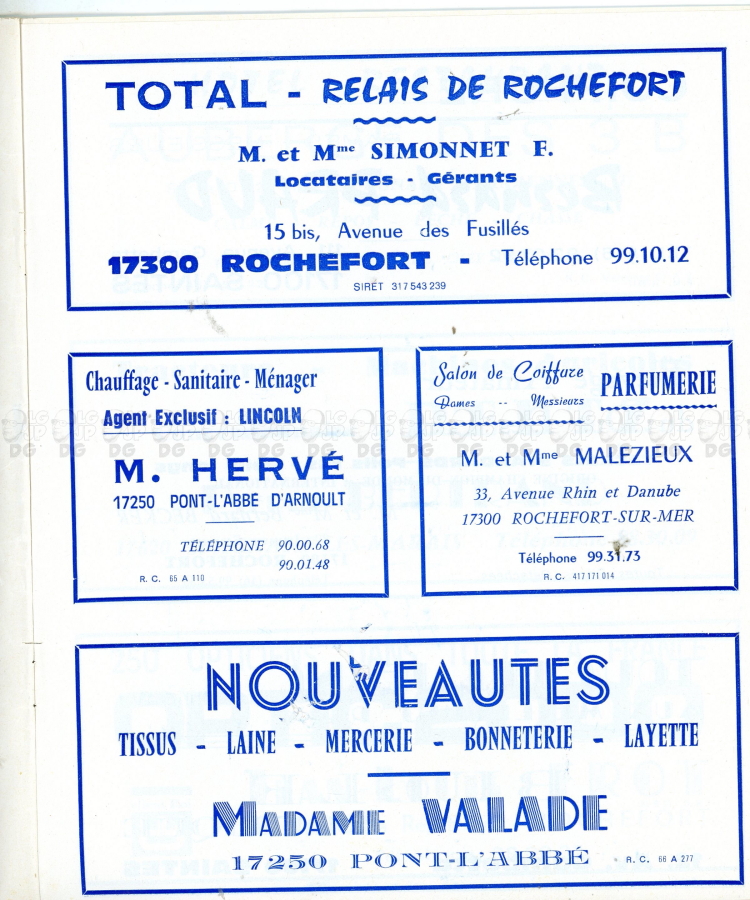 TOTAL - RELAIS DE ROCHEFORT
M. et Mme SIMONNET F.
Locataires - Gérants
15 bis, Avenue des Fusillés
17300 ROCHEFORT - Téléphone 99.10.12
SIRET 317 543 239
Chauffage - Sanitaire - Ménager
Agent Exclusif : LINCOLN
M. HERVÉ
17250 PONT-L'ABBÉ D'ARNOULT
TÉLÉPHONE 90.00.68
90.01.48
R. C. 65 A 110
Salon de Coiffure
Dames -- Messieurs
PARFUMERIE
M. et Mme MALEZIEUX
33, Avenue Rhin et Danube
17300 ROCHEFORT-SUR-MER
Téléphone 99.31.73
R. C. 417 171 014
NOUVEAUTES
TISSUS - LAINE - MERCERIE - BONNETERIE - LAYETTE
MADAME VALADE
17250 PONT-L'ABBÉ
R. C. 66 A 277